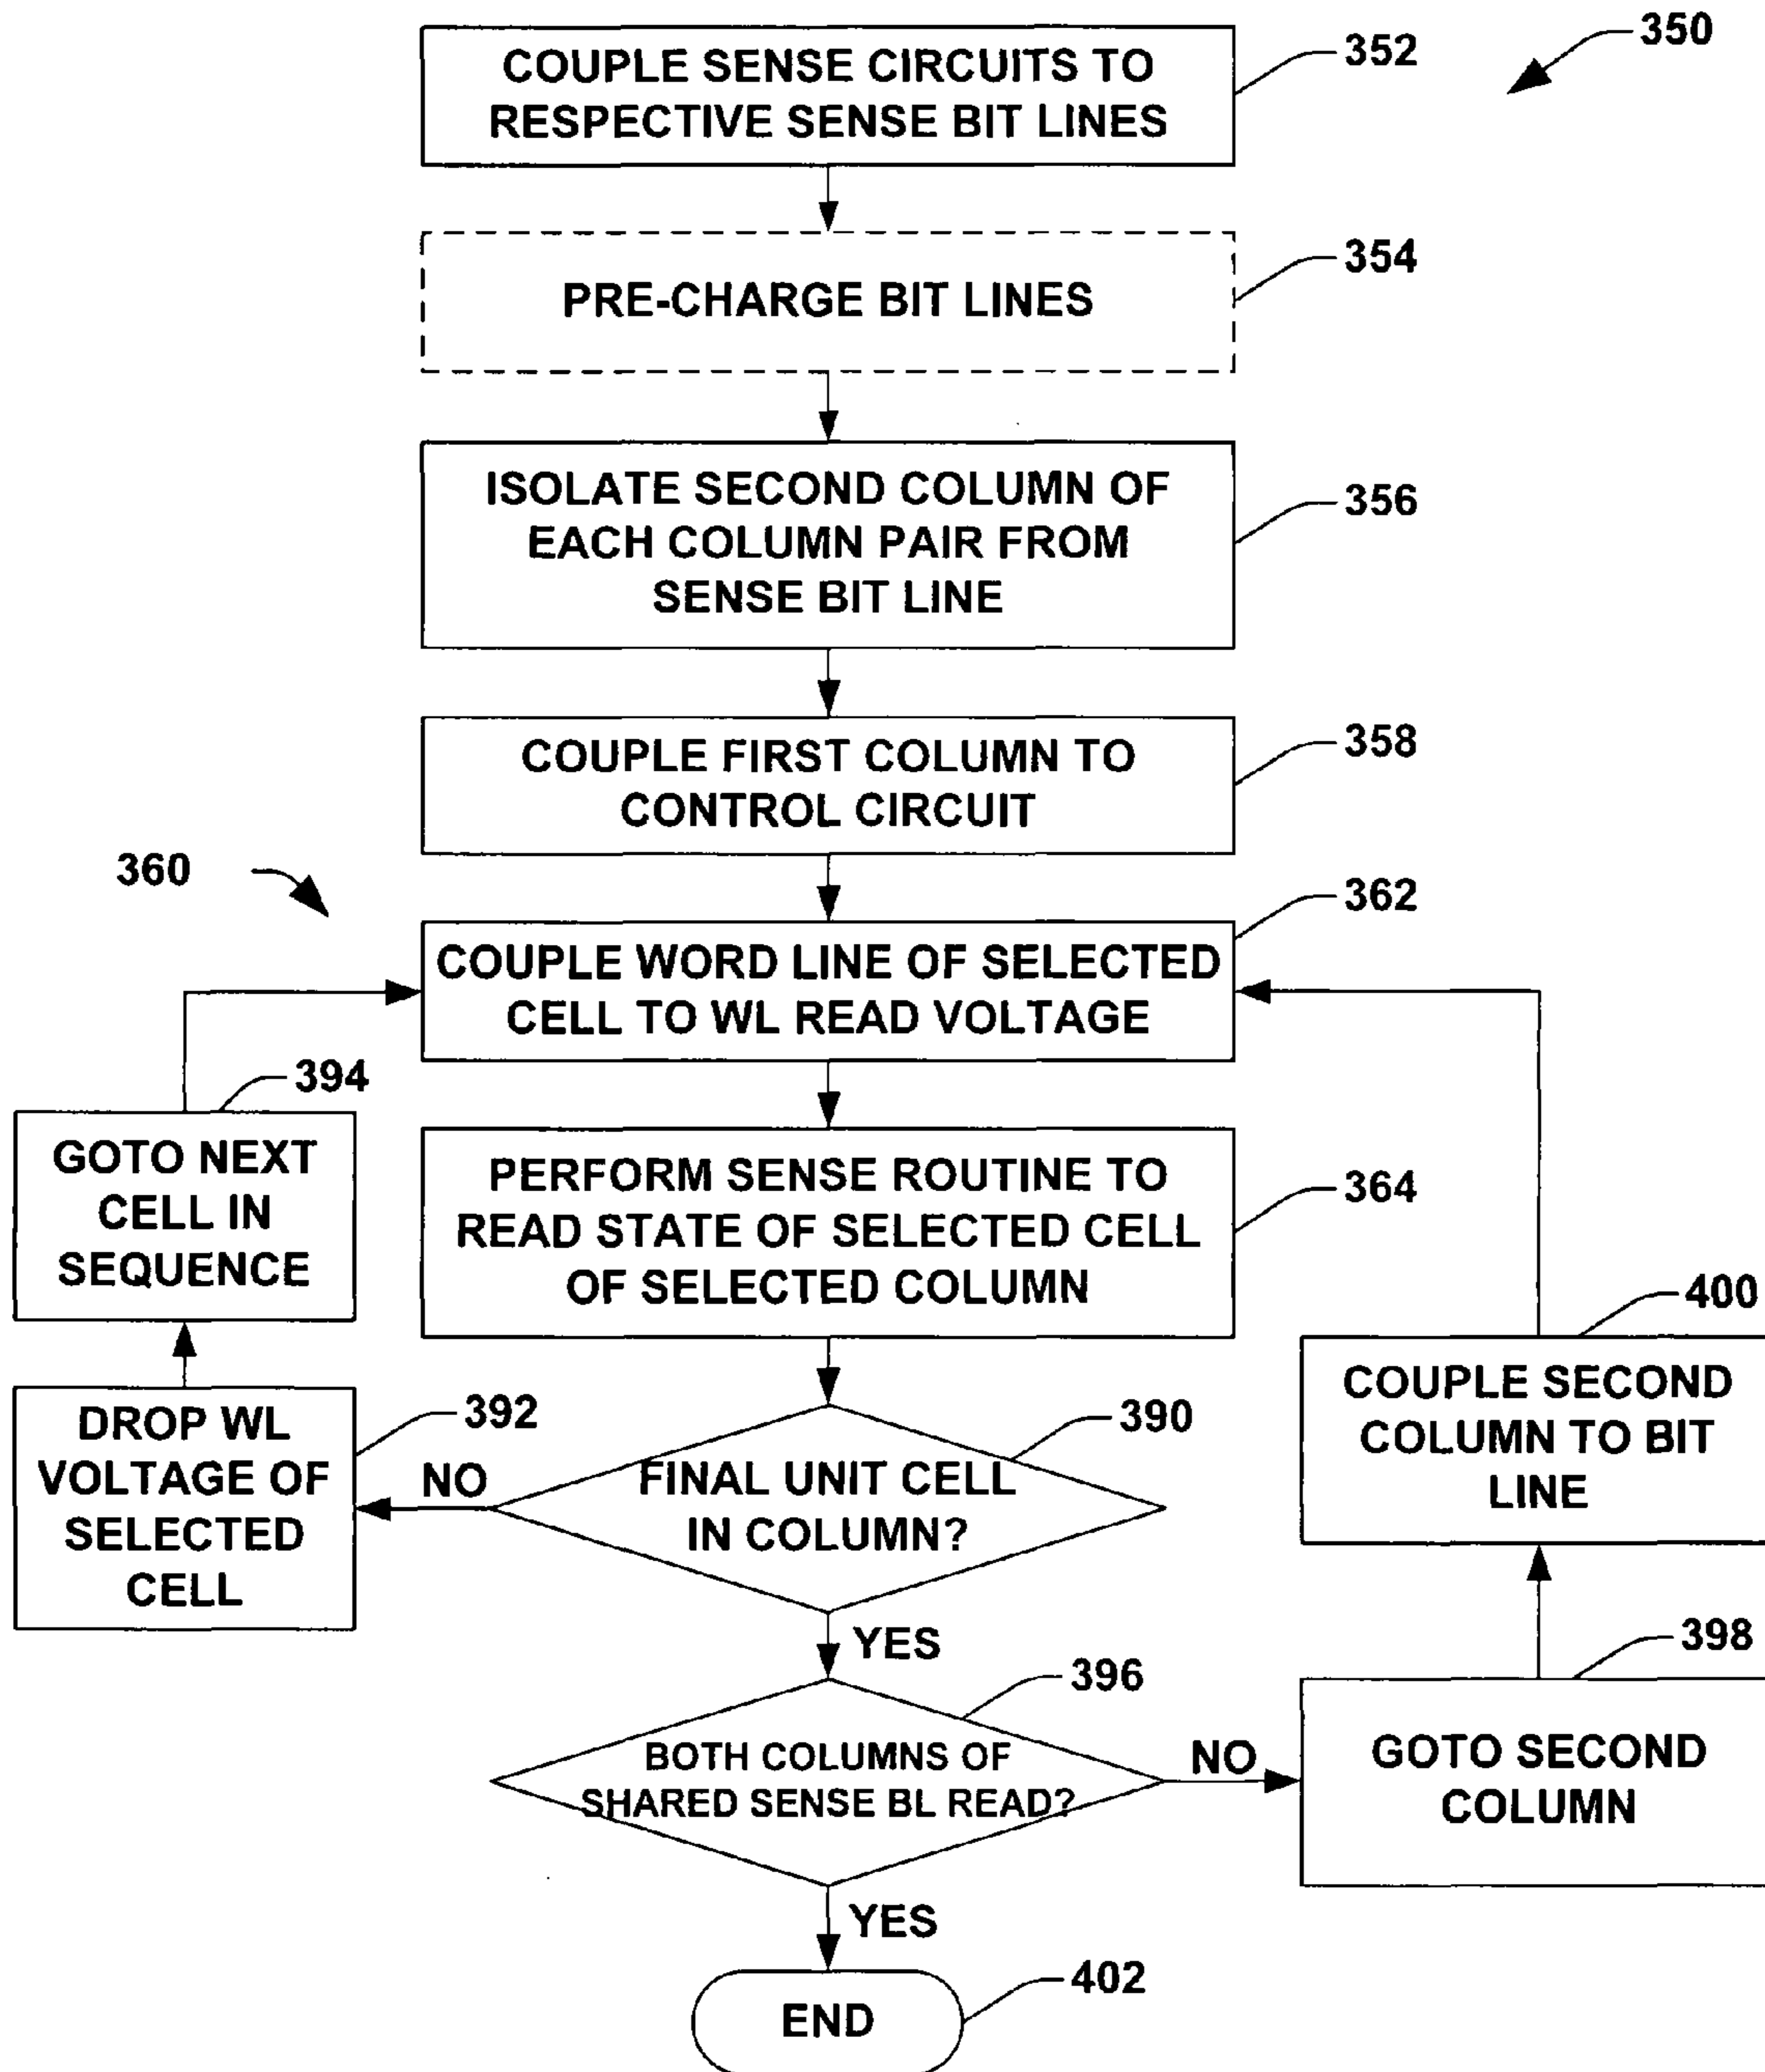 350
COUPLE SENSE CIRCUITS TO
RESPECTIVE SENSE BIT LINES
352
PRE-CHARGE BIT LINES
354
ISOLATE SECOND COLUMN OF
EACH COLUMN PAIR FROM
SENSE BIT LINE
356
COUPLE FIRST COLUMN TO
CONTROL CIRCUIT
358
360
COUPLE WORD LINE OF SELECTED
CELL TO WL READ VOLTAGE
362
PERFORM SENSE ROUTINE TO
READ STATE OF SELECTED CELL
OF SELECTED COLUMN
364
FINAL UNIT CELL
IN COLUMN?
390
NO
DROP WL
VOLTAGE OF
SELECTED
CELL
392
GOTO NEXT
CELL IN
SEQUENCE
394
YES
BOTH COLUMNS OF
SHARED SENSE BL READ?
396
NO
GOTO SECOND
COLUMN
398
COUPLE SECOND
COLUMN TO BIT
LINE
400
YES
END
402